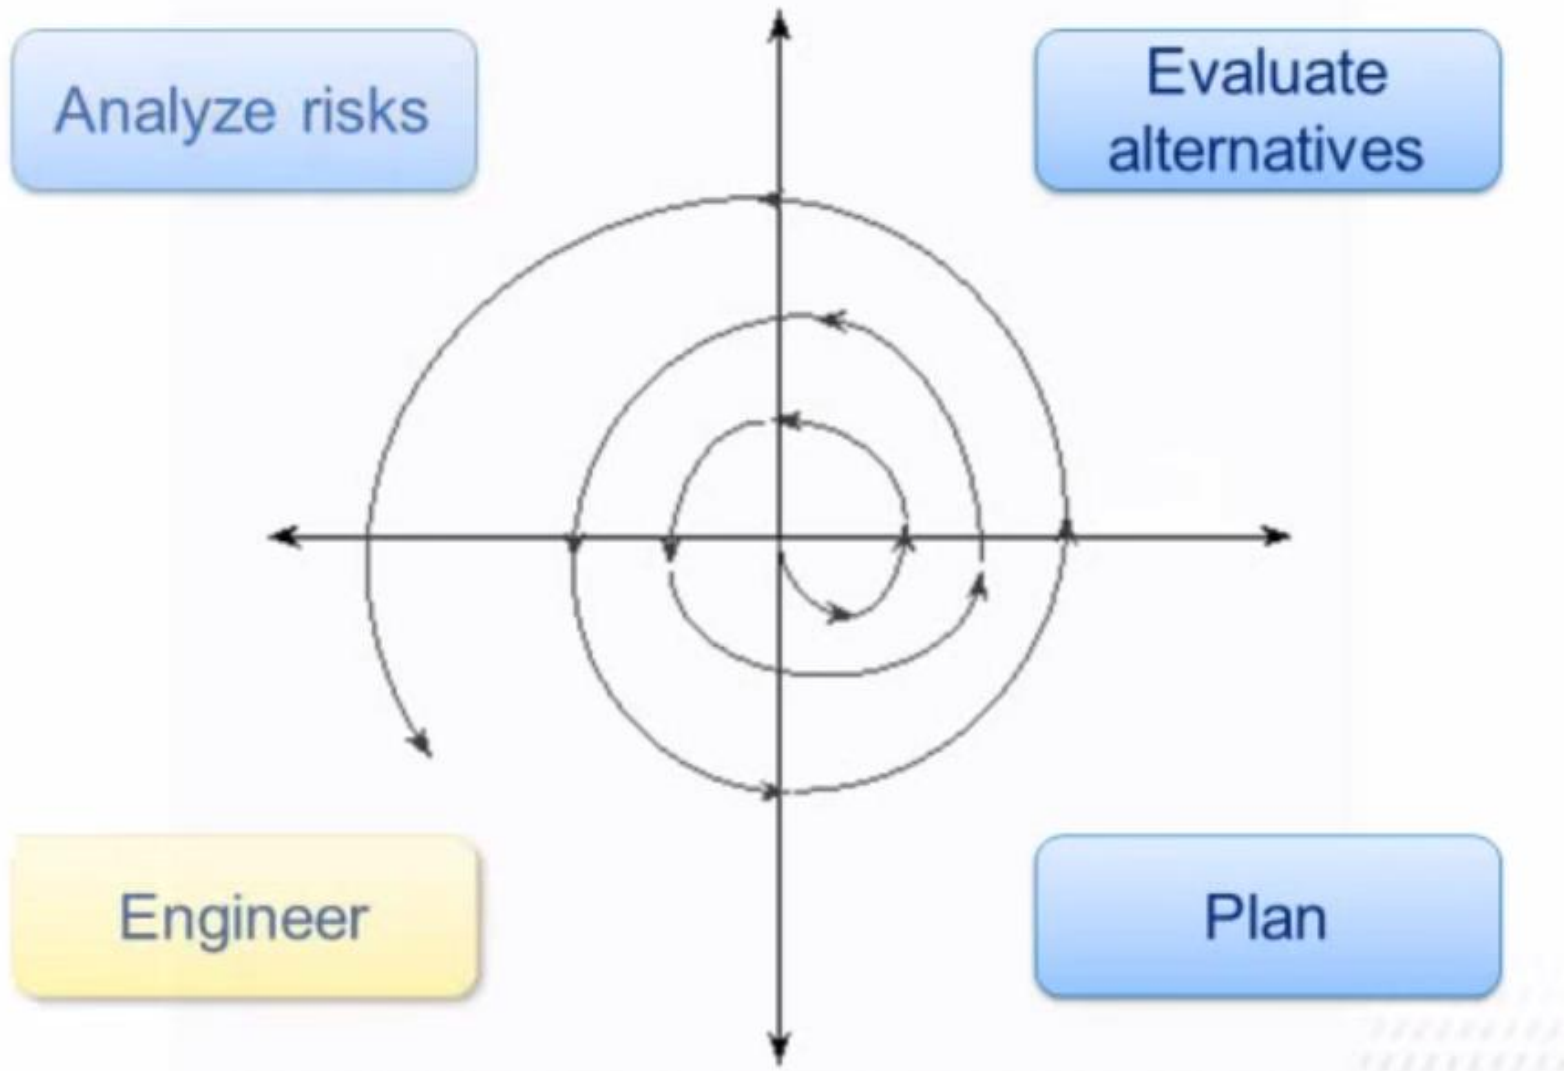 Analyze risks
Evaluate
alternatives
Engineer
Plan